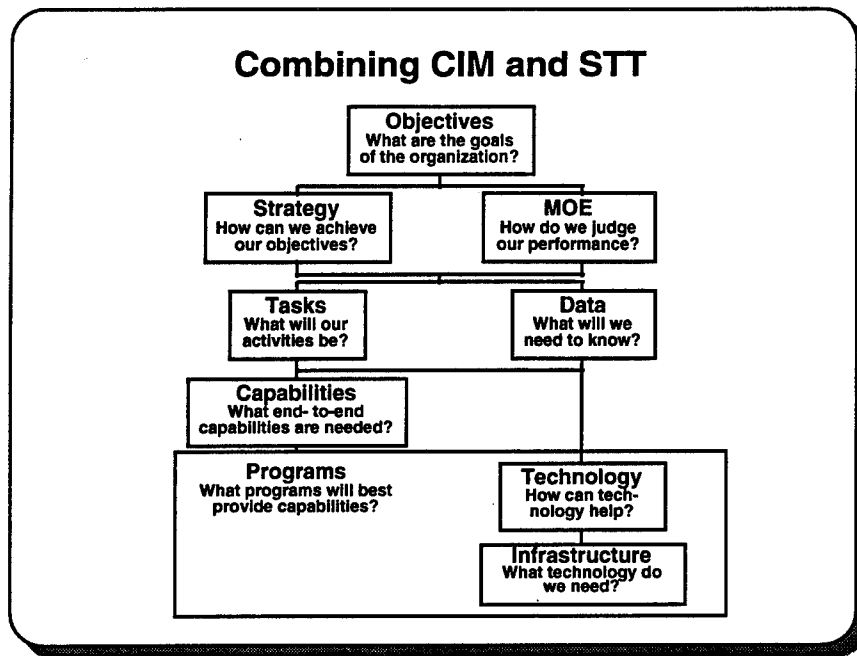 Combining CIM and STT
Objectives
What are the goals
of the organization?
Strategy
How can we achieve
our objectives?
MOE
How do we judge
our performance?
Tasks
What will our
activities be?
Data
What will we
need to know?
Capabilities
What end- to-end
capabilities are needed?
Programs
What programs will best
provide capabilities?
Technology
How can tech-
nology help?
Infrastructure
What technology do
we need?